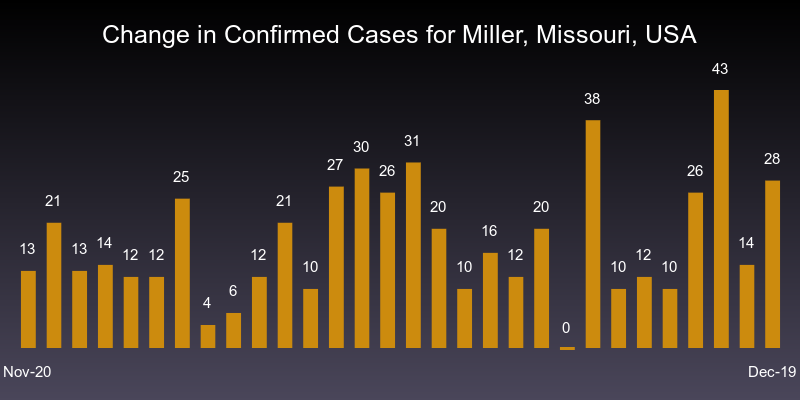 Change in Confirmed Cases for Miller, Missouri, USA
13 21 13 14 12 12 25 4 6 12 21 10 27 30 26 31 20 10 16 12 20 0 38 10 12 10 26 43 14 28
Nov-20 Dec-19